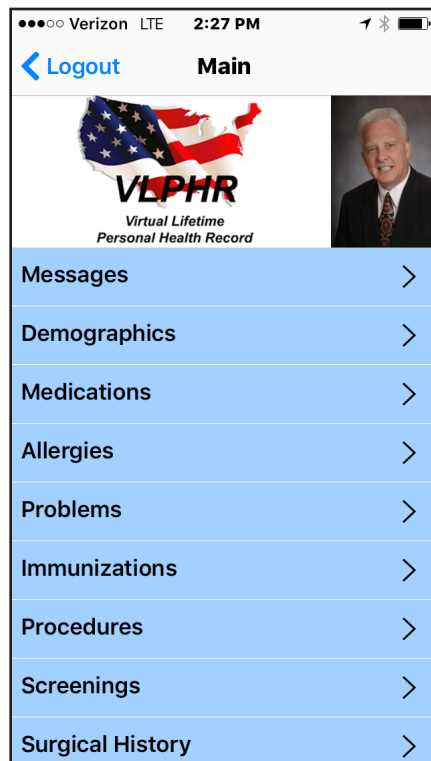 Verizon LTE 2:27 PM
Logout Main
VLPHR
Virtual Lifetime
Personal Health Record
Messages
Demographics
Medications
Allergies
Problems
Immunizations
Procedures
Screenings
Surgical History